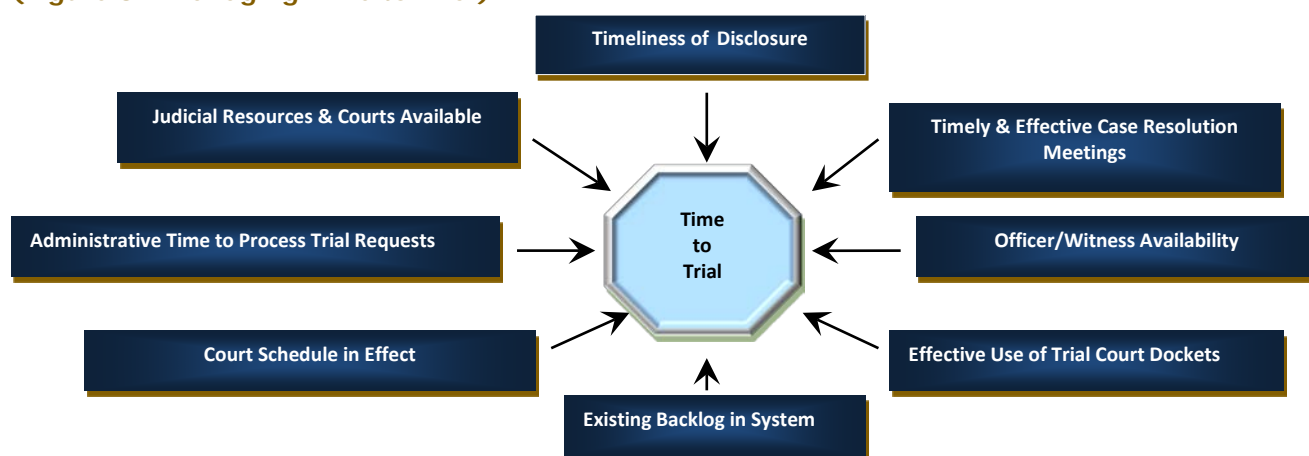 Timeliness of Disclosure
Judicial Resources & Courts Available
Timely & Effective Case Resolution
Meetings
Time
to
Trial
Administrative Time to Process Trial Requests
Officer/Witness Availability
Court Schedule in Effect
Effective Use of Trial Court Dockets
Existing Backlog in System